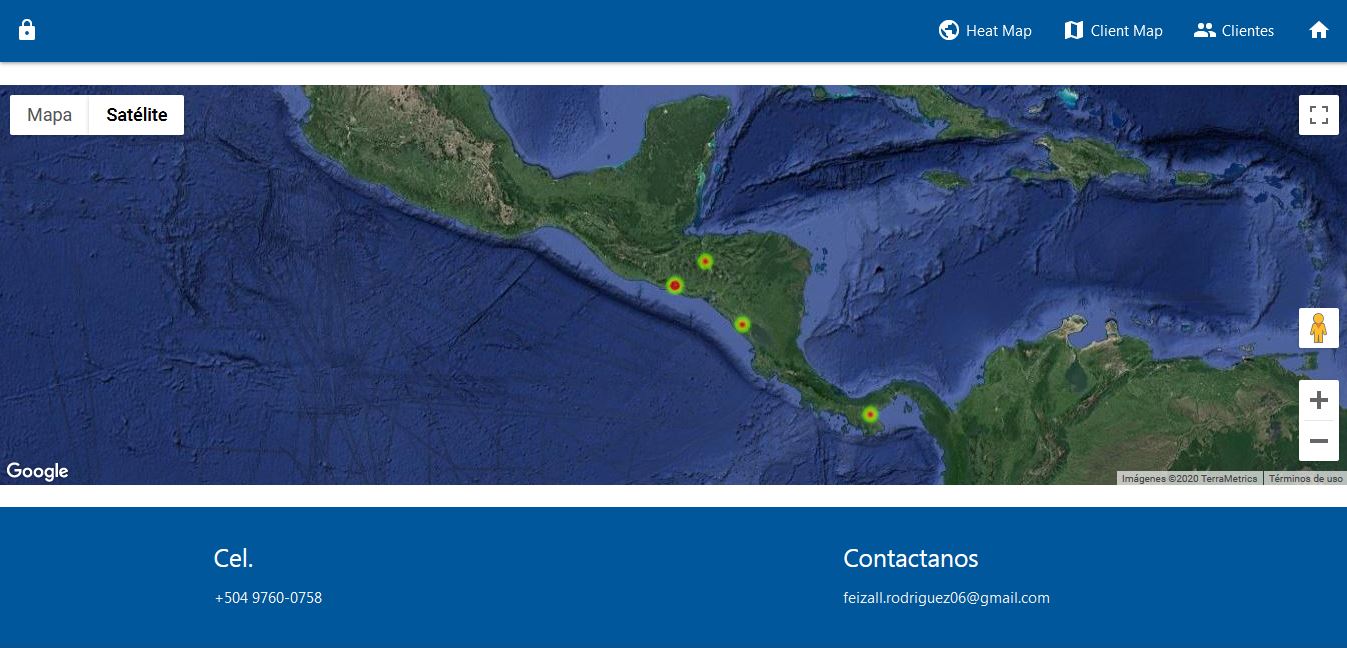 Heat Map
Client Map
Clientes
Mapa
Satélite
Google
Imágenes ©2020 TerraMetrics
Términos de uso
Cel.
+504 9760-0758
Contactanos
feizall.rodriguez06@gmail.com